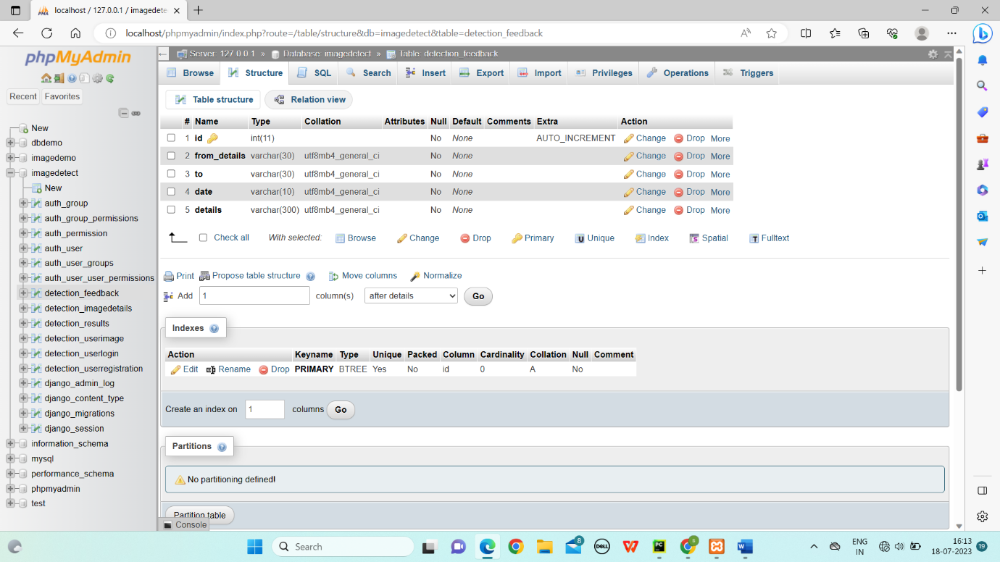 localhost / 127.0.0.1 / imagedete
localhost/phpmyadmin/index.php?route=/table/structure&db=imagedetect&table=detection_feedback
phpMyAdmin
Recent
Favorites
New
dbdemo
imagedemo
imagedetect
New
auth_group
auth_group_permissions
auth_permission
auth_user
auth_user_groups
auth_user_user_permissions
detection_feedback
detection_imagedetails
detection_results
detection_userimage
detection_userlogin
detection_userregistration
django_admin_log
django_content_type
django_migrations
django_session
information_schema
mysql
performance_schema
phpmyadmin
test
Server: 127.0.0.1 » Database: imagedetect » Table: detection_feedback
Browse Structure SQL Search Insert Export Import Privileges Operations Triggers
Table structure Relation view
# Name Type Collation Attributes Null Default Comments Extra Action
1 id int(11) No None AUTO_INCREMENT Change Drop More
2 from_details varchar(30) utf8mb4_general_ci No None Change Drop More
3 to varchar(30) utf8mb4_general_ci No None Change Drop More
4 date varchar(10) utf8mb4_general_ci No None Change Drop More
5 details varchar(300) utf8mb4_general_ci No None Change Drop More
Check all With selected: Browse Change Drop Primary Unique Index Spatial Fulltext
Print Propose table structure Move columns Normalize
Add 1 column(s) after details Go
Indexes
Action Keyname Type Unique Packed Column Cardinality Collation Null Comment
Edit Rename Drop PRIMARY BTREE Yes No id 0 A No
Create an index on 1 columns Go
Partitions
No partitioning defined!
Partition table
Console
Search
8
DELL
PC
8
ENG
IN
16:13
18-07-2023
19